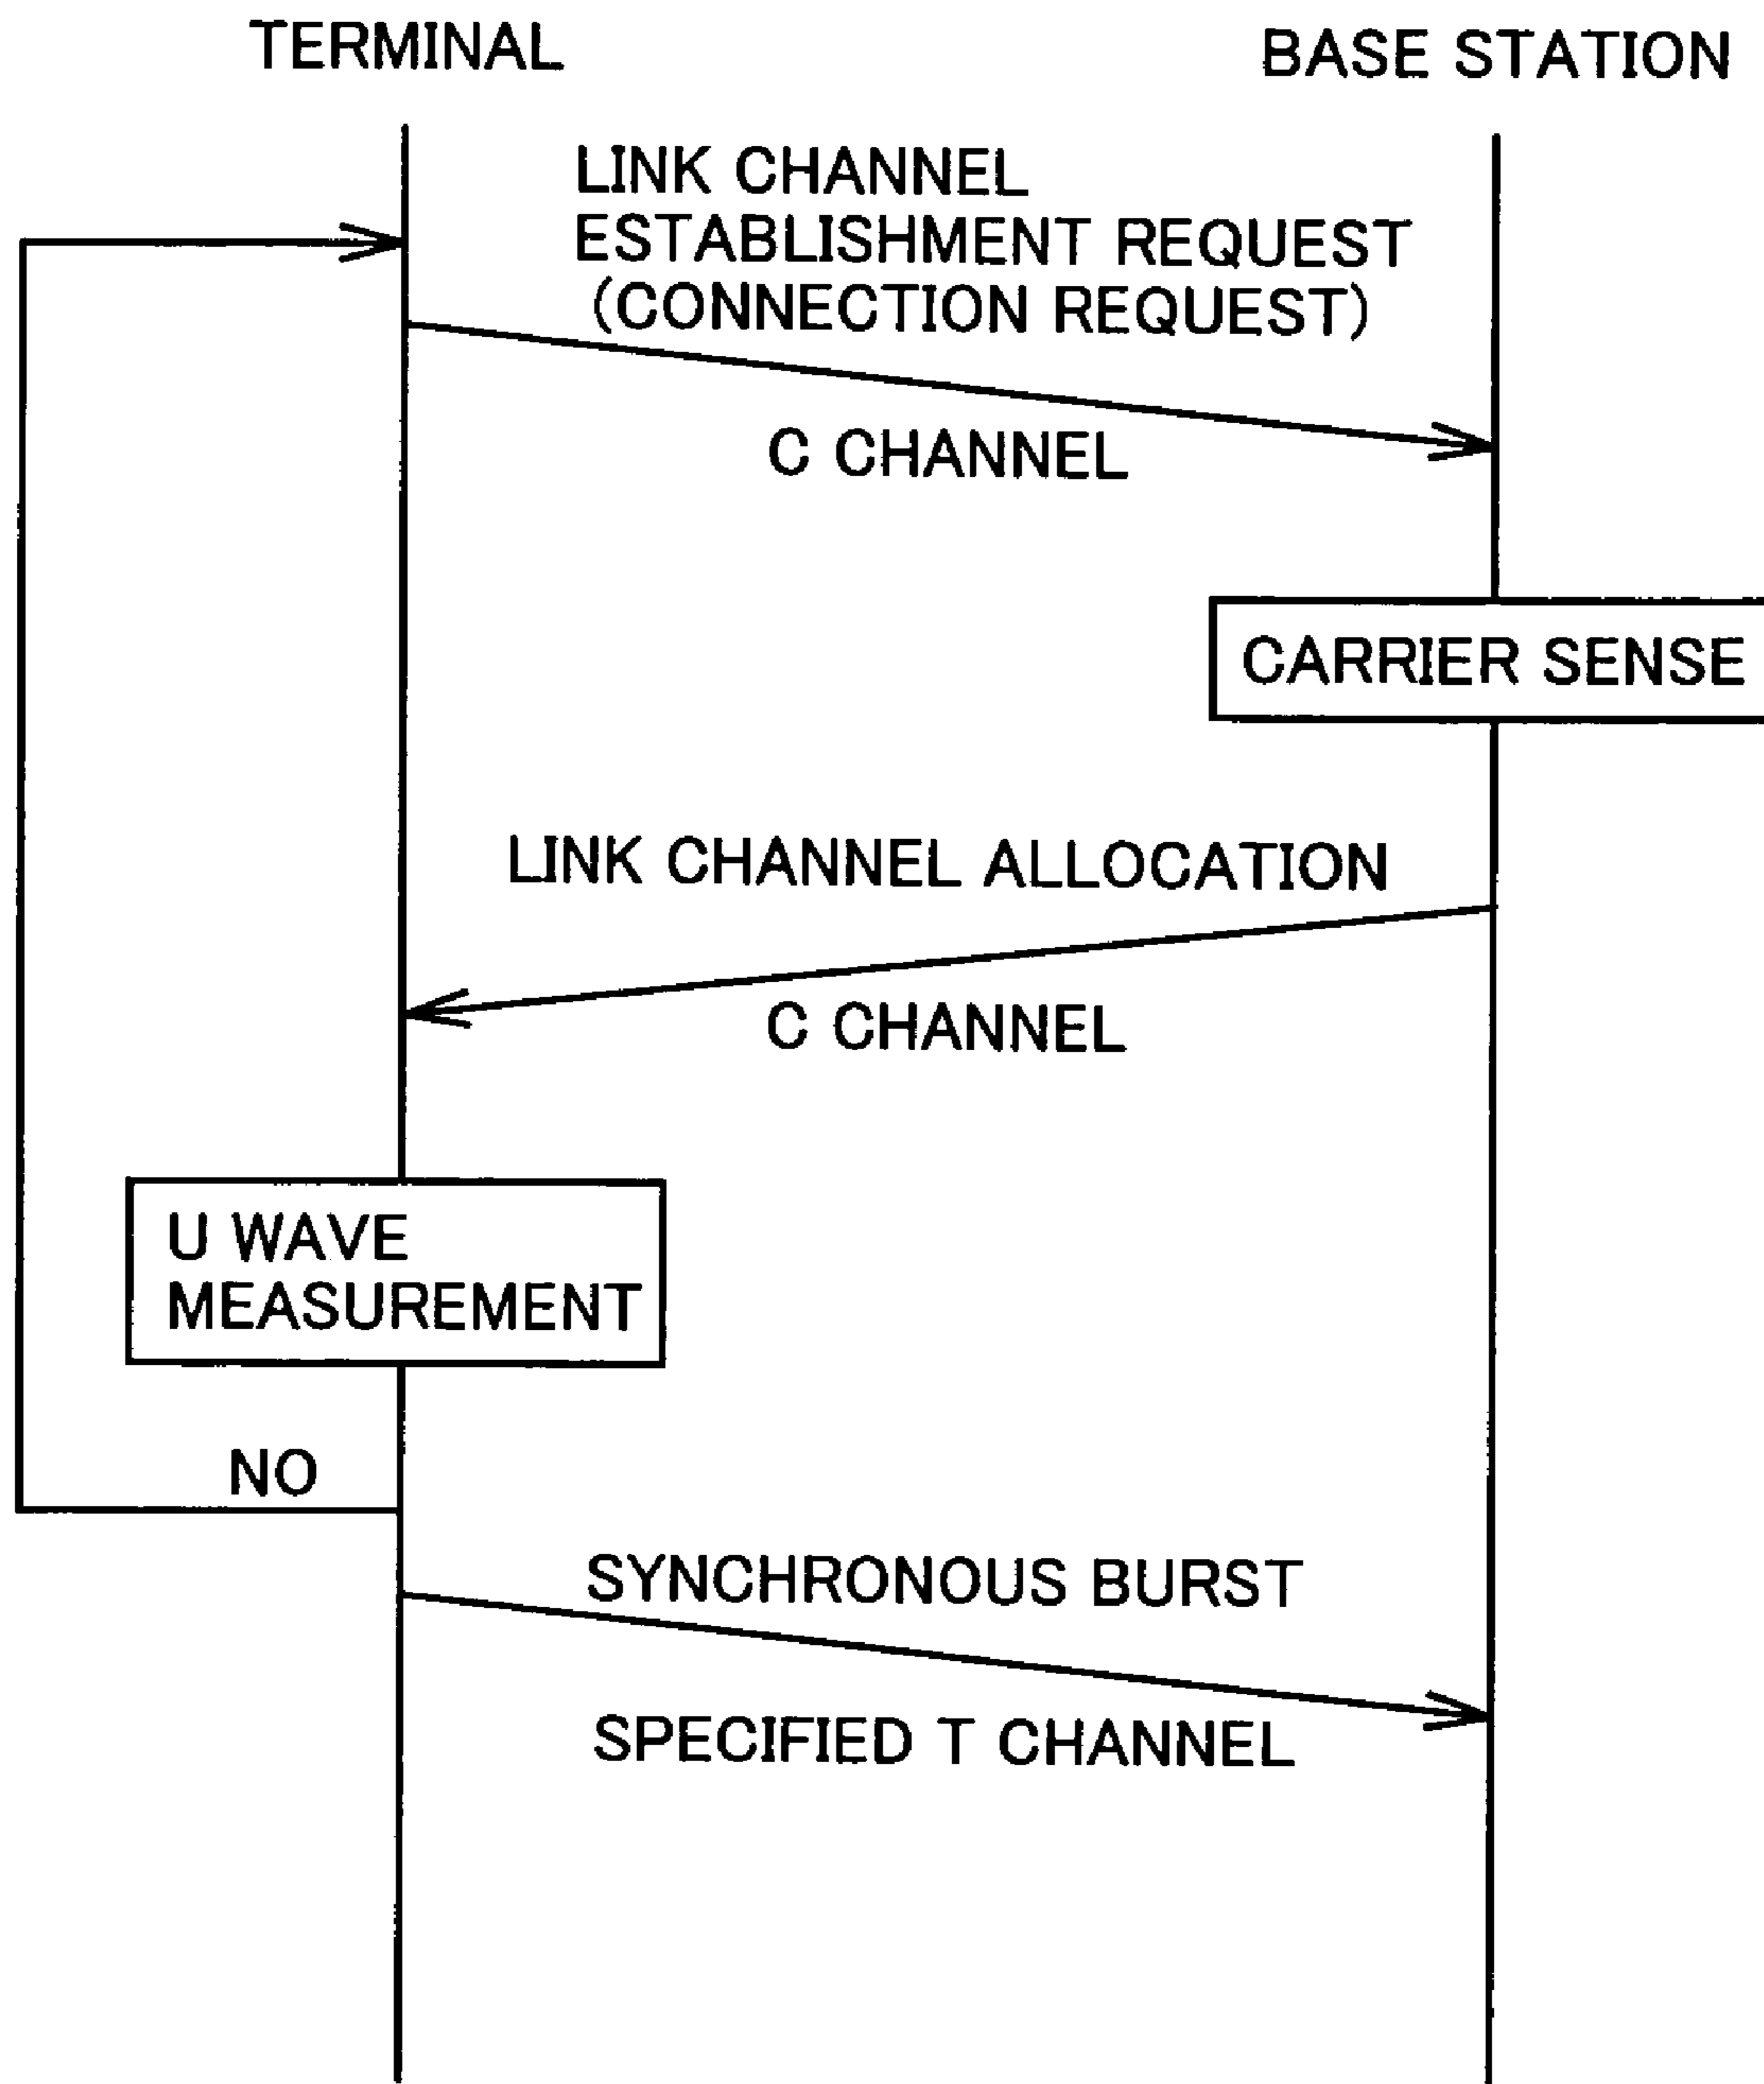 TERMINAL
BASE STATION
LINK CHANNEL
ESTABLISHMENT REQUEST
(CONNECTION REQUEST)
C CHANNEL
CARRIER SENSE
LINK CHANNEL ALLOCATION
C CHANNEL
U WAVE
MEASUREMENT
NO
SYNCHRONOUS BURST
SPECIFIED T CHANNEL